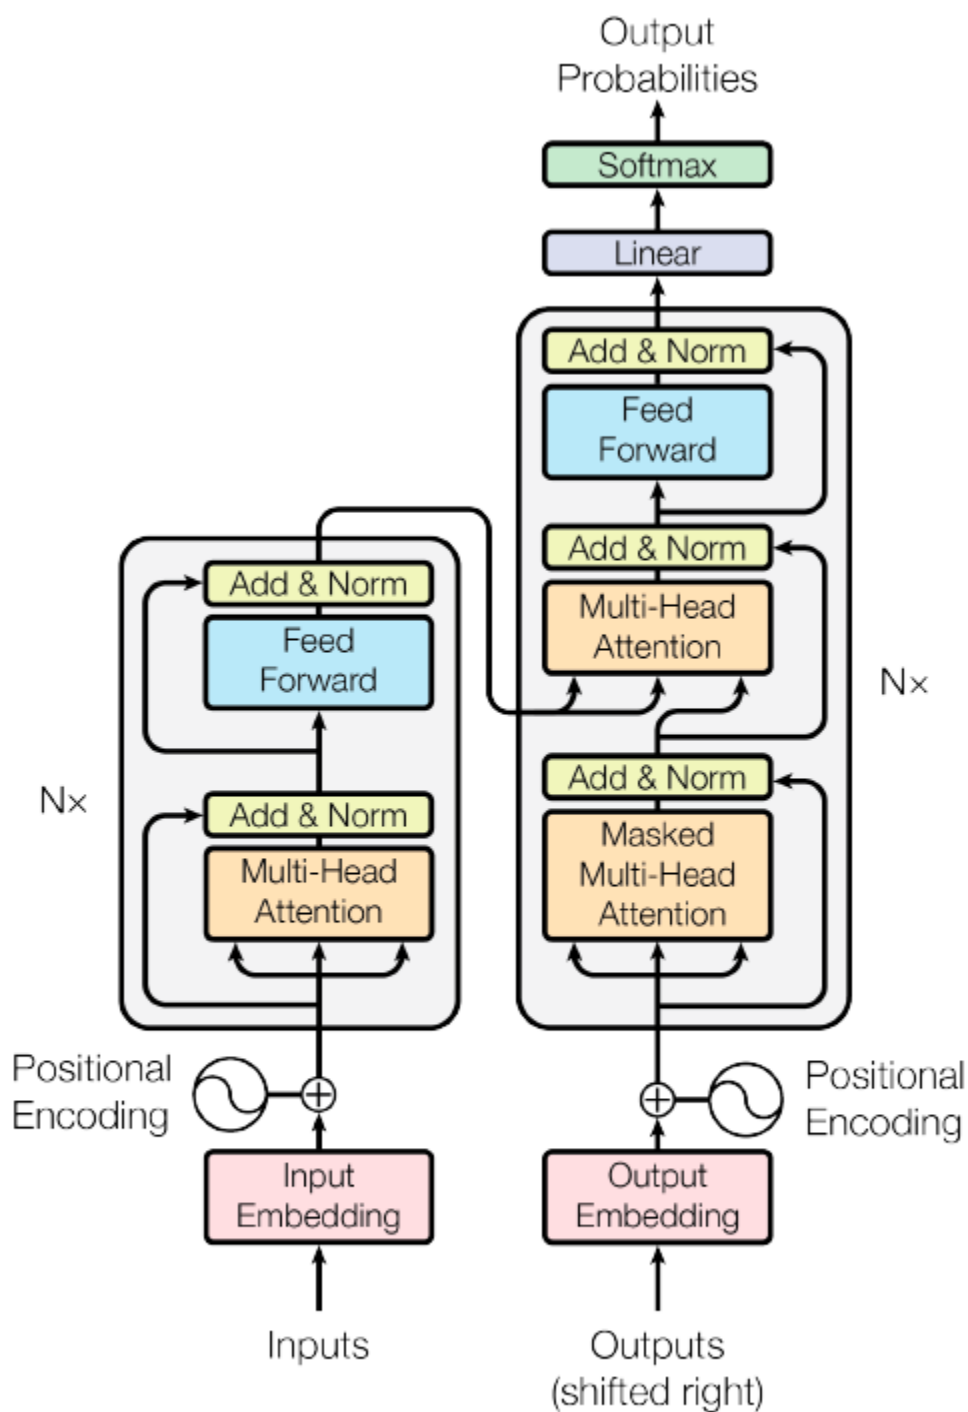 Output
Probabilities
Softmax
Linear
Add & Norm
Feed
Forward
Add & Norm
Multi-Head
Attention
Nx
Add & Norm
Masked
Multi-Head
Attention
Add & Norm
Feed
Forward
Nx
Add & Norm
Multi-Head
Attention
Positional
Encoding
Positional
Encoding
Input
Embedding
Output
Embedding
Inputs
Outputs
(shifted right)